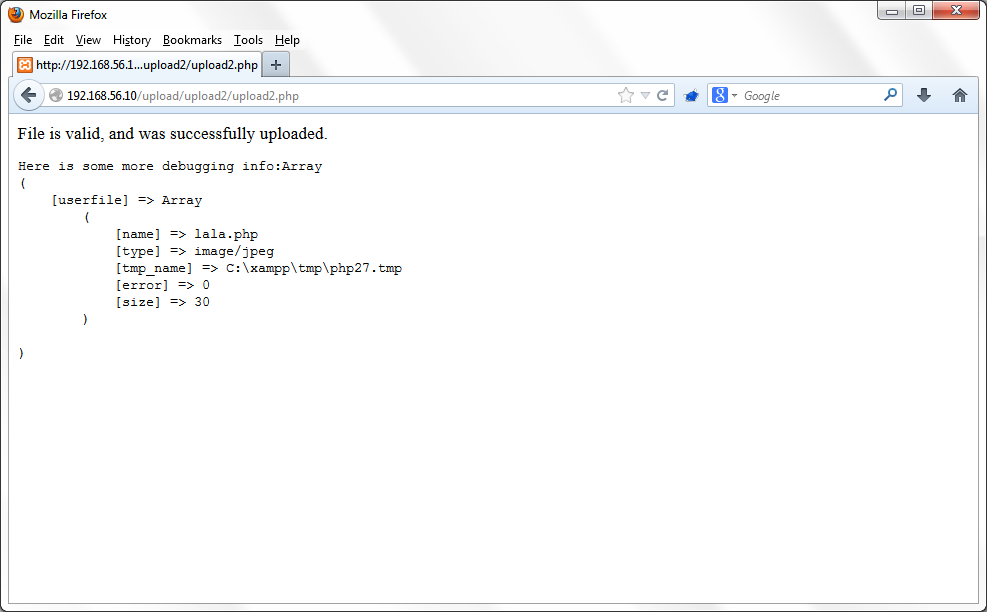 Mozilla Firefox
File Edit View History Bookmarks Tools Help
http://192.168.56.1...upload2/upload2.php
192.168.56.10/upload/upload2/upload2.php
8 Google
File is valid, and was successfully uploaded.
Here is some more debugging info:Array
(
    [userfile] => Array
        (
            [name] => lala.php
            [type] => image/jpeg
            [tmp_name] => C:\xampp\tmp\php27.tmp
            [error] => 0
            [size] => 30
        )
)